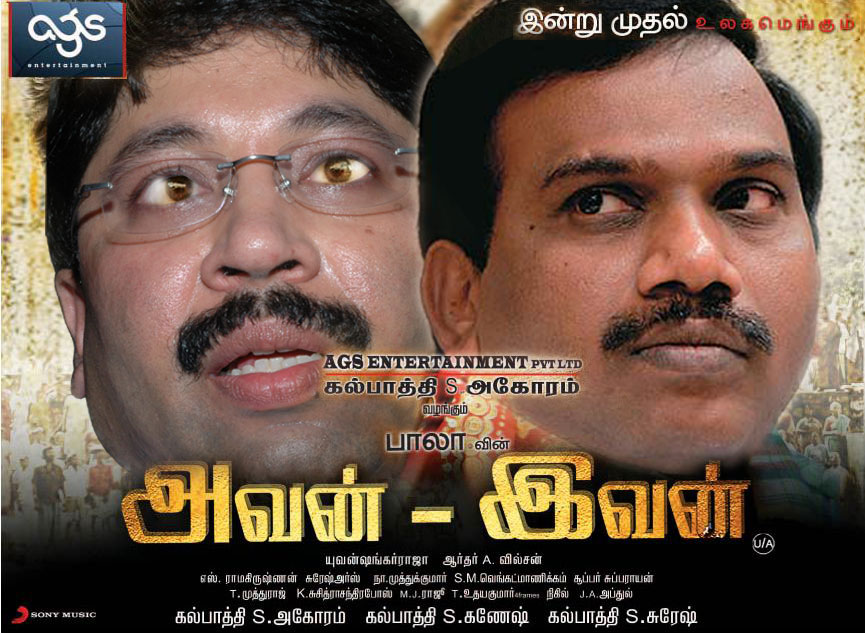 ags
entertainment
இன்று முதல் உலகமெங்கும்
AGS ENTERTAINMENT PVT LTD
கல்பாத்தி S அகோரம்
வழங்கும்
பாலா வின்
அவன் - இவன்
U/A
யுவன்ஷங்கர்ராஜா ஆர்தர் A. வில்சன்
எஸ். ராமகிருஷ்ணன் சுரேஷ்அர்ஸ் நா.முத்துக்குமார் S.M.வெங்கட்மாணிக்கம் சூப்பர் சுப்பராயன்
T.முத்துராஜ் K.சுசித்ராசந்திரபோஸ் M.J.ராஜூ T.உதயகுமார் 4frames நிகில் J.A.அப்துல்
SONY MUSIC
கல்பாத்தி S.அகோரம் கல்பாத்தி S.கணேஷ் கல்பாத்தி S.சுரேஷ்